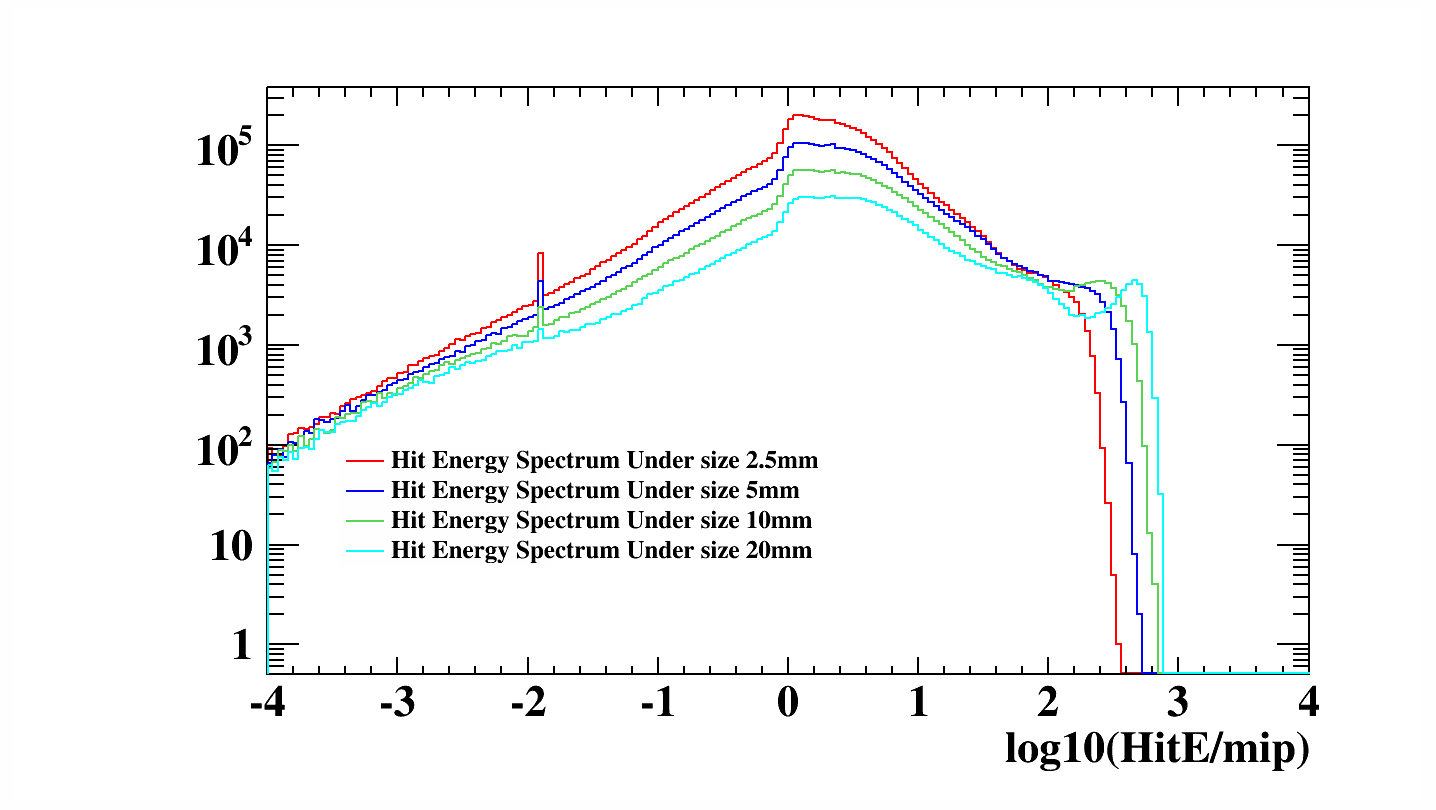 10^5
10^4
10^3
10^2
10
1
Hit Energy Spectrum Under size 2.5mm
Hit Energy Spectrum Under size 5mm
Hit Energy Spectrum Under size 10mm
Hit Energy Spectrum Under size 20mm
-4 -3 -2 -1 0 1 2 3 4
log10(HitE/mip)